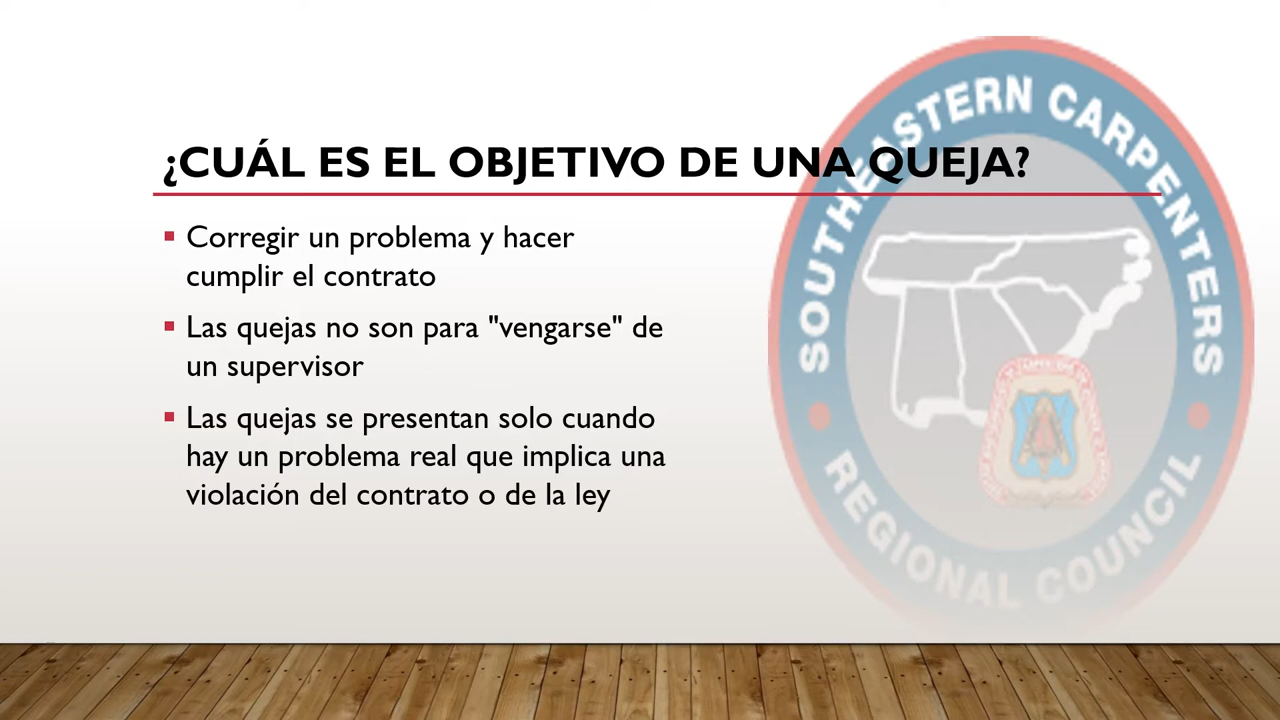 ¿CUÁL ES EL OBJETIVO DE UNA QUEJA?
Corregir un problema y hacer
cumplir el contrato
Las quejas no son para "vengarse" de
un supervisor
Las quejas se presentan solo cuando
hay un problema real que implica una
violación del contrato o de la ley
SOUTHEASTERN CARPENTERS
REGIONAL COUNCIL